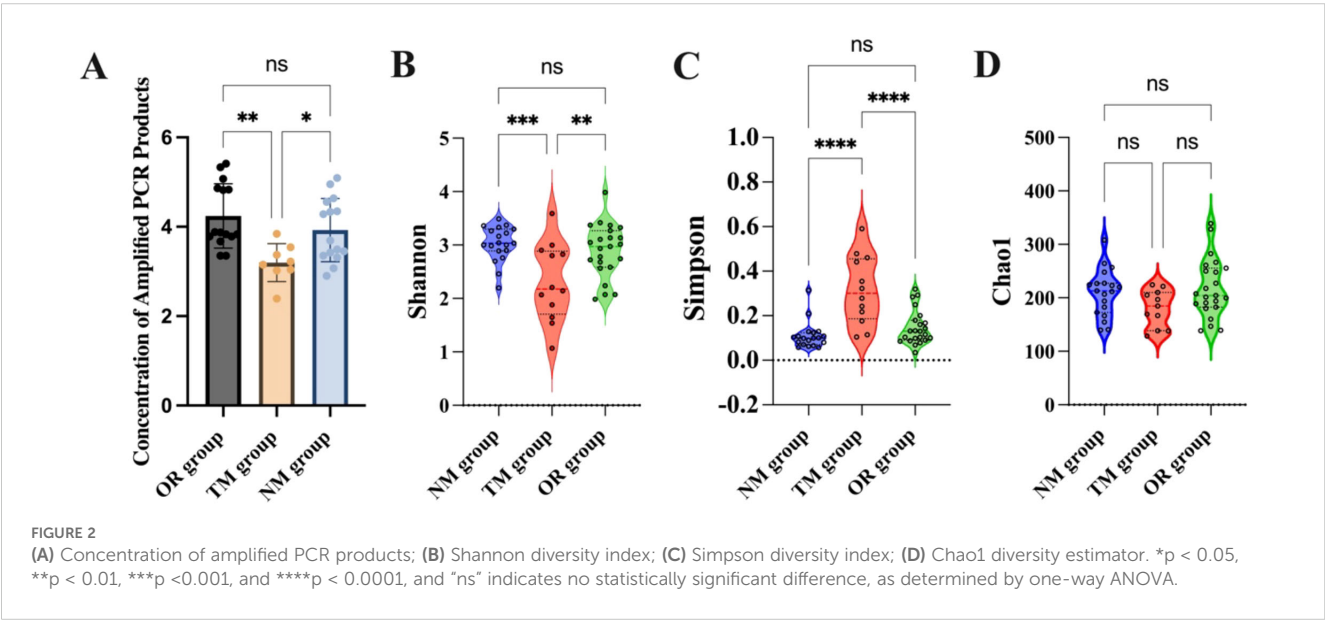 A
Concentration of Amplified PCR Products
ns
**
*
6
4
2
0
OR group
TM group
NM group
B
Shannon
ns
***
**
5
4
3
2
1
0
NM group
TM group
OR group
C
Simpson
ns
****
****
1.0
0.8
0.6
0.4
0.2
0.0
-0.2
NM group
TM group
OR group
D
Chao1
ns
ns
ns
500
400
300
200
100
0
NM group
TM group
OR group
FIGURE 2
(A) Concentration of amplified PCR products; (B) Shannon diversity index; (C) Simpson diversity index; (D) Chao1 diversity estimator. *p < 0.05,
**p < 0.01, ***p <0.001, and ****p < 0.0001, and "ns" indicates no statistically significant difference, as determined by one-way ANOVA.